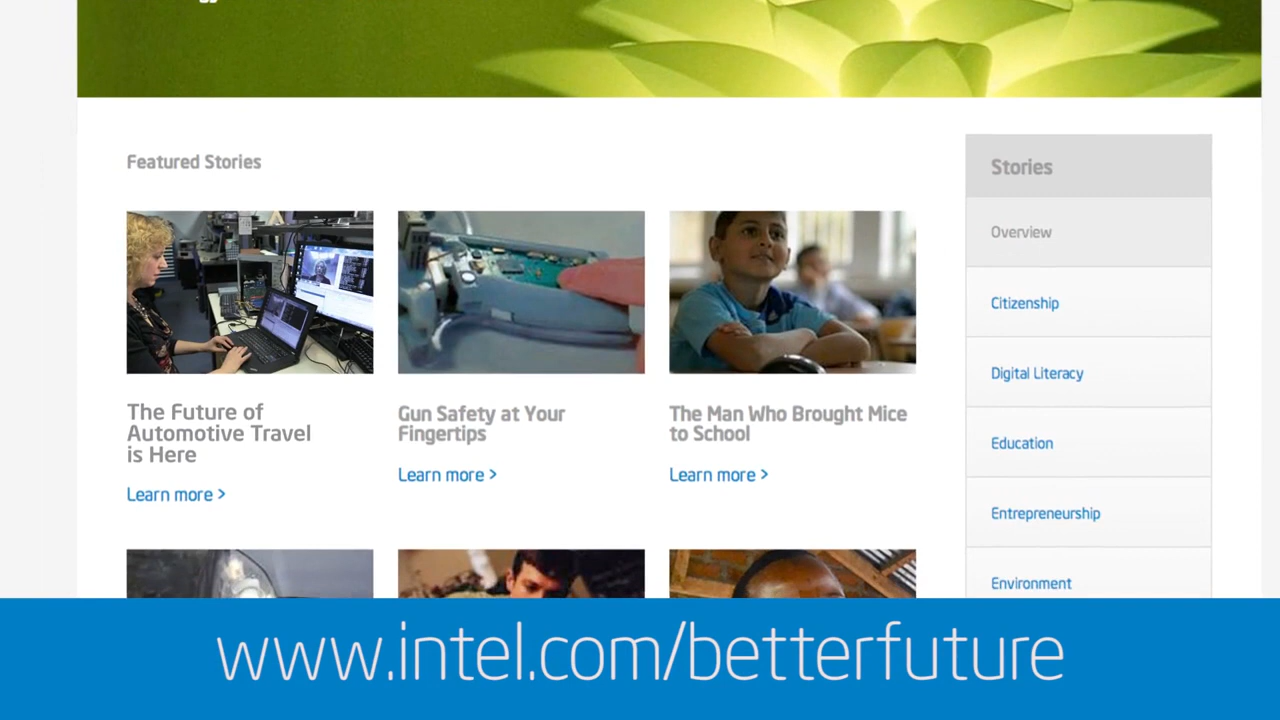 Featured Stories
The Future of
Automotive Travel
is Here
Learn more >
Gun Safety at Your
Fingertips
Learn more >
The Man Who Brought Mice
to School
Learn more >
Stories
Overview
Citizenship
Digital Literacy
Education
Entrepreneurship
Environment
www.intel.com/betterfuture